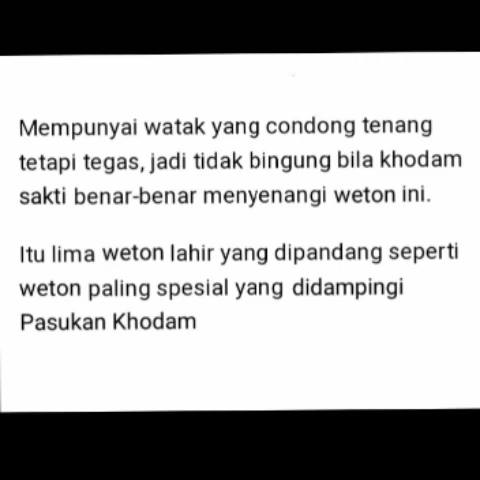 Mempunyai watak yang condong tenang
tetapi tegas, jadi tidak bingung bila khodam
sakti benar-benar menyenangi weton ini.
Itu lima weton lahir yang dipandang seperti
weton paling spesial yang didampingi
Pasukan Khodam